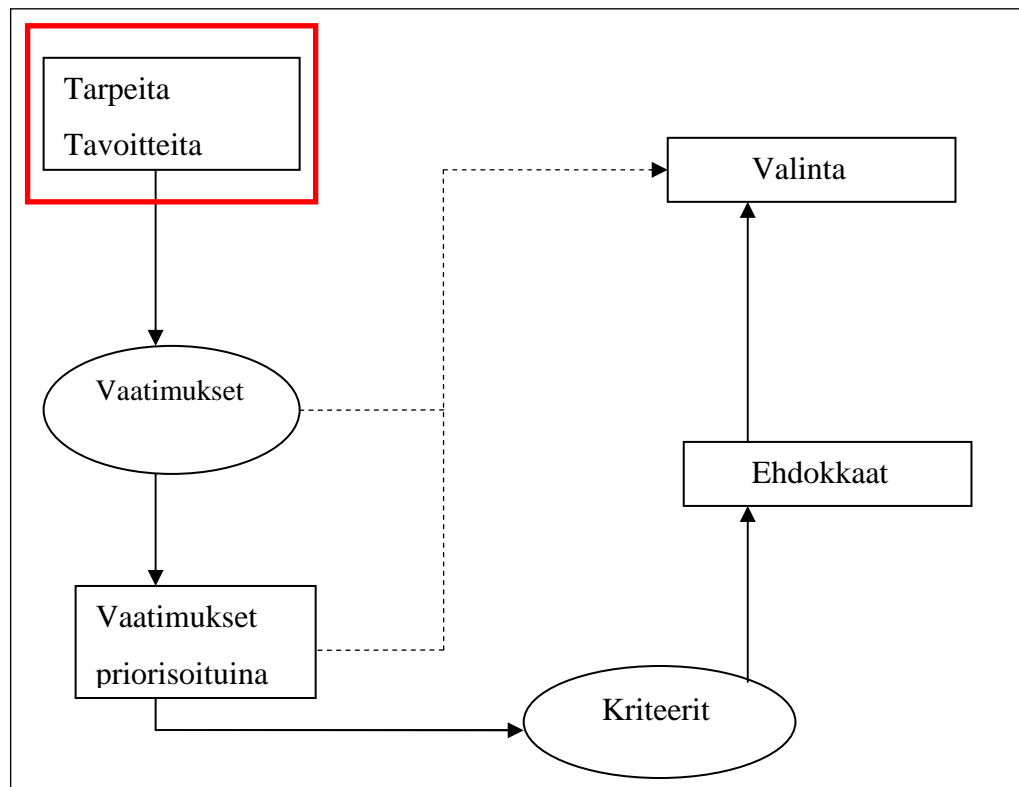 Tarpeita
Tavoitteita
Valinta
Vaatimukset
Ehdokkaat
Vaatimukset
priorisoituina
Kriteerit